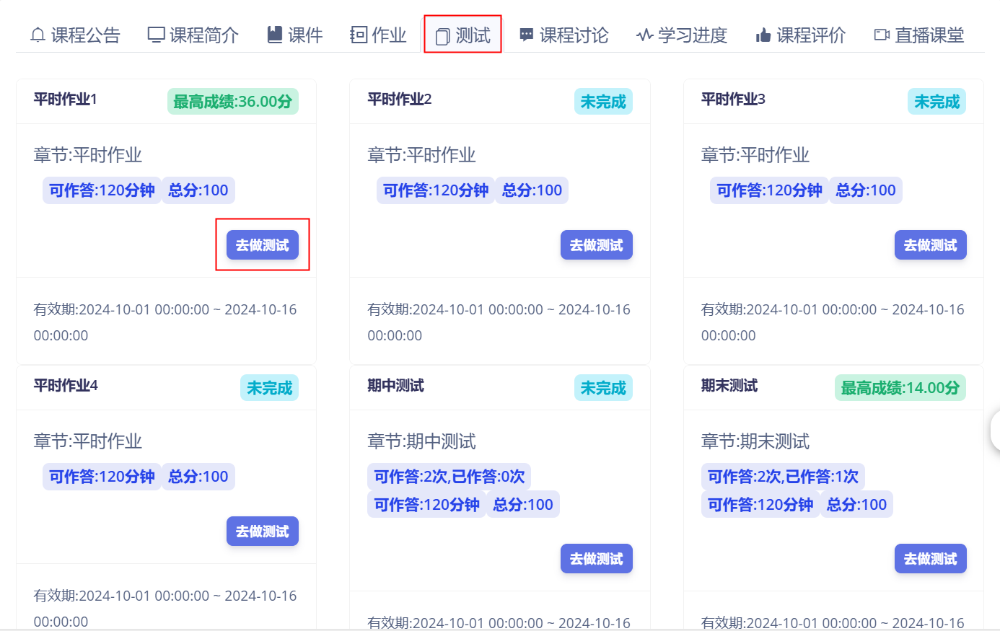 课程公告 课程简介 课件 作业 测试 课程讨论 学习进度 课程评价 直播课堂
平时作业1 最高成绩:36.00分
章节:平时作业
可作答:120分钟 总分:100
去做测试
有效期:2024-10-01 00:00:00 ~ 2024-10-16
00:00:00
平时作业2 未完成
章节:平时作业
可作答:120分钟 总分:100
去做测试
有效期:2024-10-01 00:00:00 ~ 2024-10-16
00:00:00
平时作业3 未完成
章节:平时作业
可作答:120分钟 总分:100
去做测试
有效期:2024-10-01 00:00:00 ~ 2024-10-16
00:00:00
平时作业4 未完成
章节:平时作业
可作答:120分钟 总分:100
去做测试
有效期:2024-10-01 00:00:00 ~ 2024-10-16
00:00:00
期中测试 未完成
章节:期中测试
可作答:2次,已作答:0次
可作答:120分钟 总分:100
去做测试
有效期:2024-10-01 00:00:00 ~ 2024-10-16
期末测试 最高成绩:14.00分
章节:期末测试
可作答:2次,已作答:1次
可作答:120分钟 总分:100
去做测试
有效期:2024-10-01 00:00:00 ~ 2024-10-16